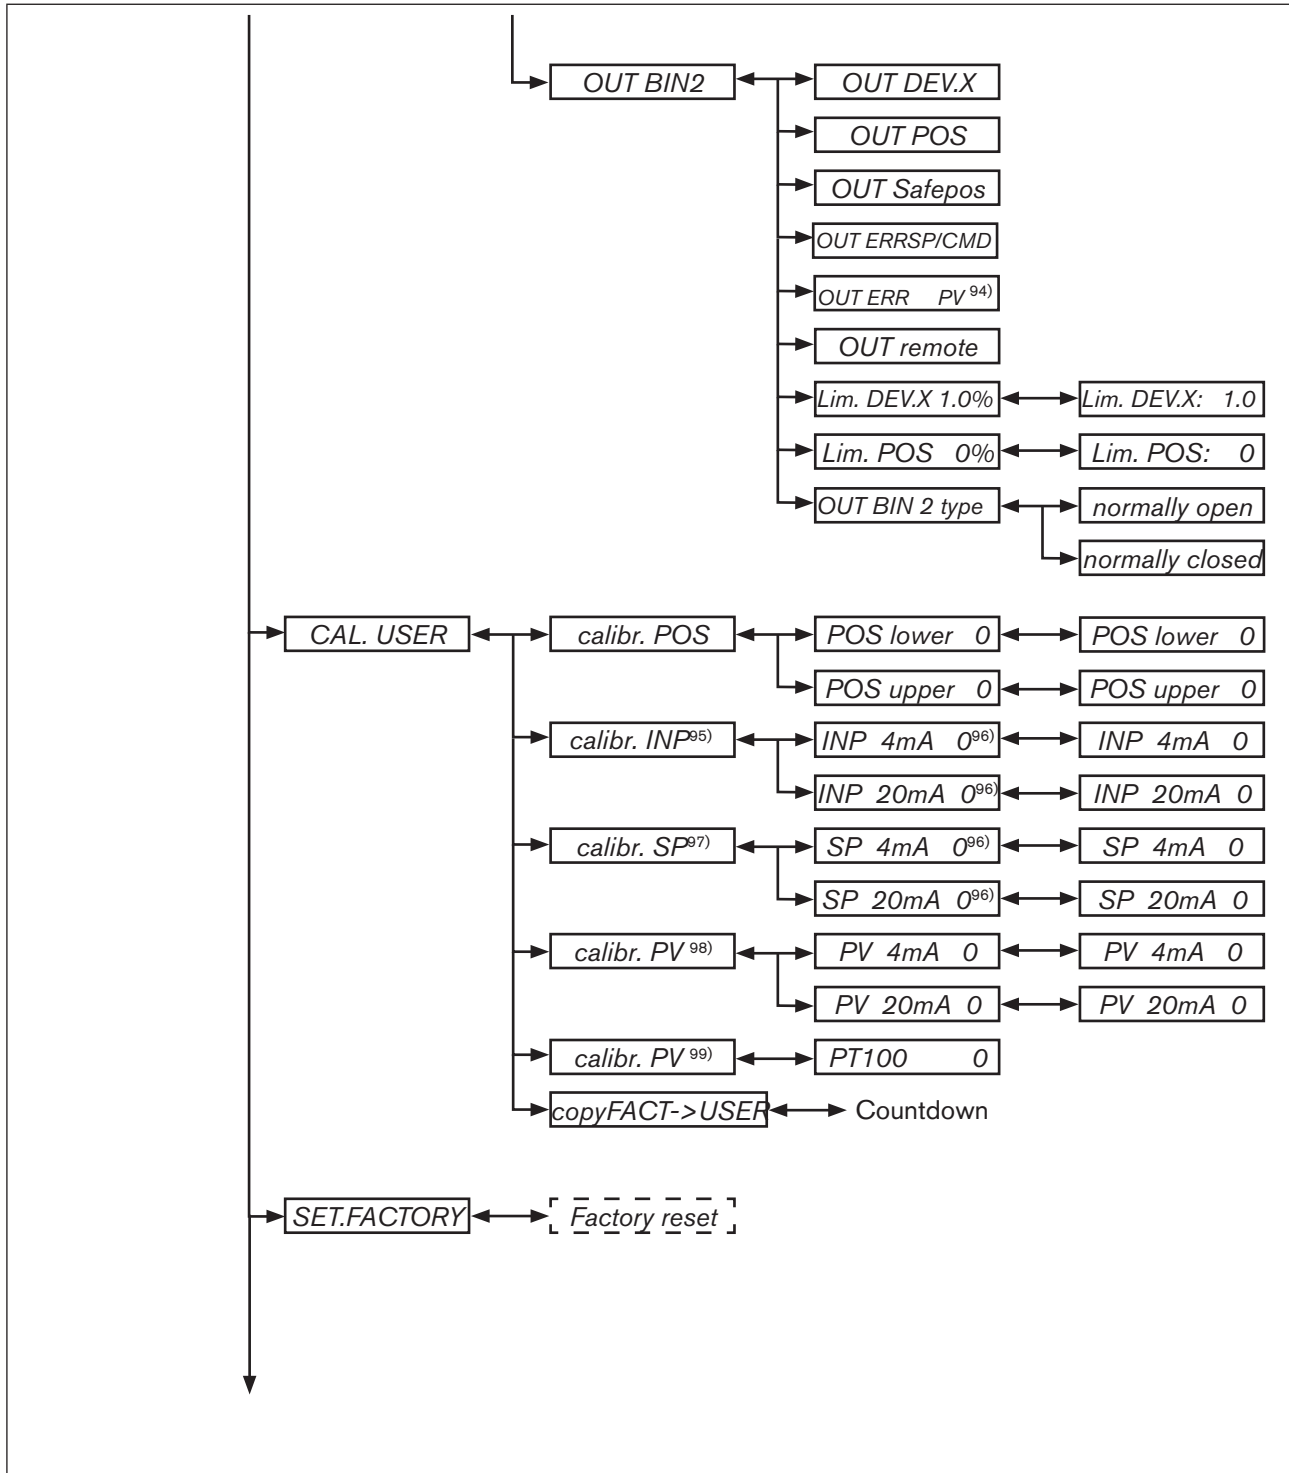 OUT BIN2 OUT DEV.X
OUT POS
OUT Safepos
OUT ERRSP/CMD
OUT ERR PV 94)
OUT remote
Lim. DEV.X 1.0% Lim. DEV.X: 1.0
Lim. POS 0% Lim. POS: 0
OUT BIN 2 type normally open
normally closed
CAL. USER calibr. POS POS lower 0 POS lower 0
POS upper 0 POS upper 0
calibr. INP95) INP 4mA 096) INP 4mA 0
INP 20mA 096) INP 20mA 0
calibr. SP97) SP 4mA 096) SP 4mA 0
SP 20mA 096) SP 20mA 0
calibr. PV 98) PV 4mA 0 PV 4mA 0
PV 20mA 0 PV 20mA 0
calibr. PV 99) PT100 0
copyFACT->USER Countdown
SET.FACTORY Factory reset